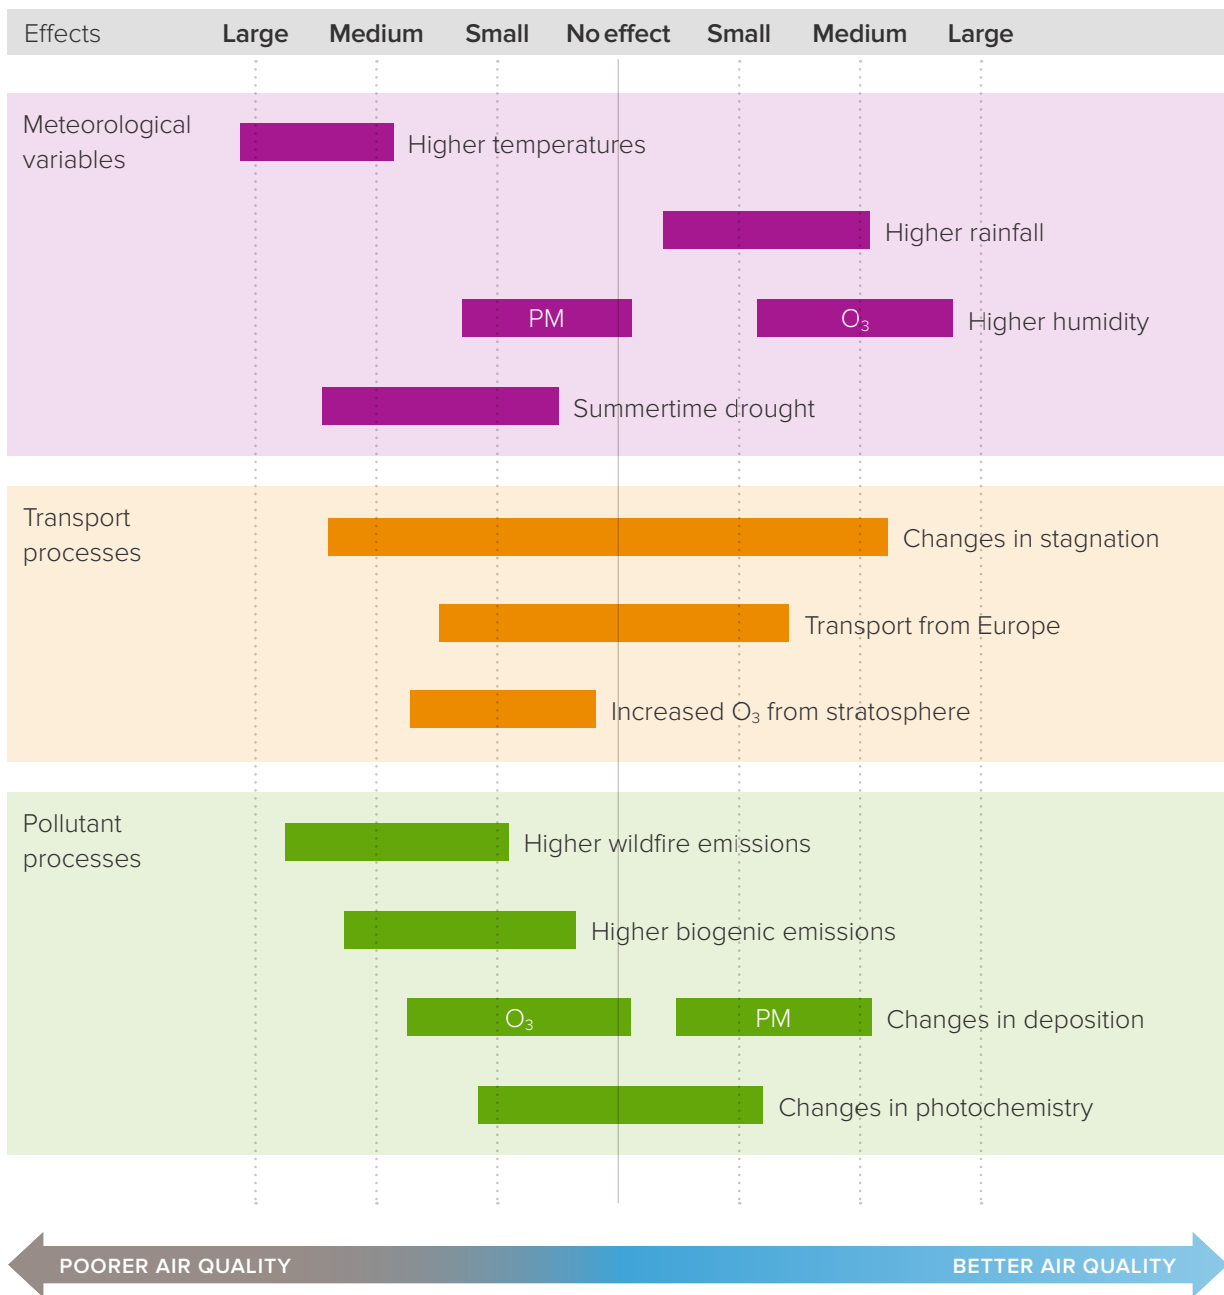 Effects Large Medium Small No effect Small Medium Large
Meteorological
variables
Higher temperatures
Higher rainfall
PM O₃ Higher humidity
Summertime drought
Transport
processes
Changes in stagnation
Transport from Europe
Increased O₃ from stratosphere
Pollutant
processes
Higher wildfire emissions
Higher biogenic emissions
O₃ PM Changes in deposition
Changes in photochemistry
POORER AIR QUALITY BETTER AIR QUALITY